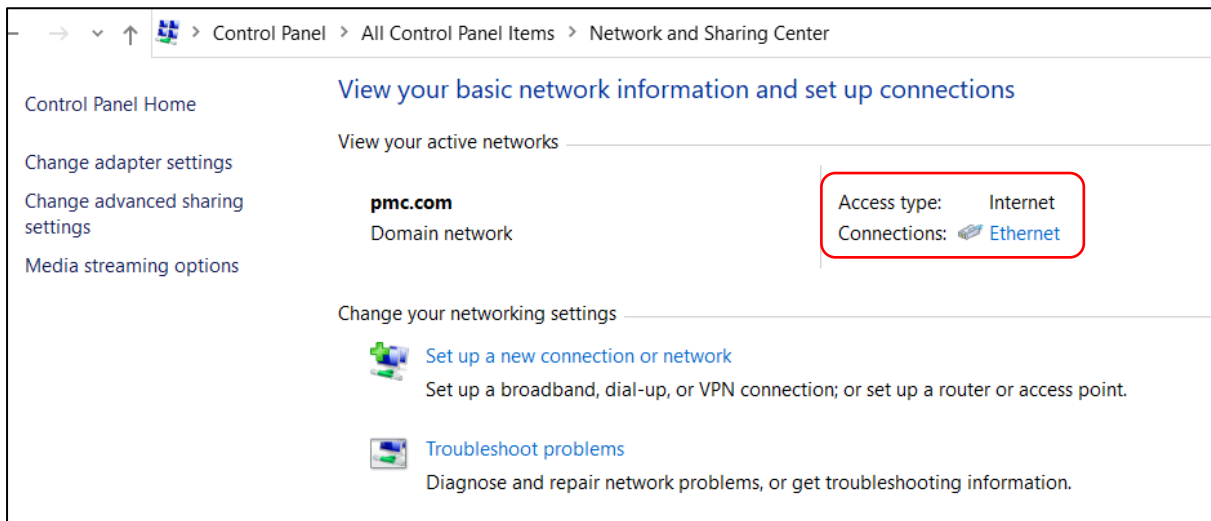 Control Panel > All Control Panel Items > Network and Sharing Center
Control Panel Home
Change adapter settings
Change advanced sharing
settings
Media streaming options
View your basic network information and set up connections
View your active networks
pmc.com
Domain network
Access type: Internet
Connections: Ethernet
Change your networking settings
Set up a new connection or network
Set up a broadband, dial-up, or VPN connection; or set up a router or access point.
Troubleshoot problems
Diagnose and repair network problems, or get troubleshooting information.